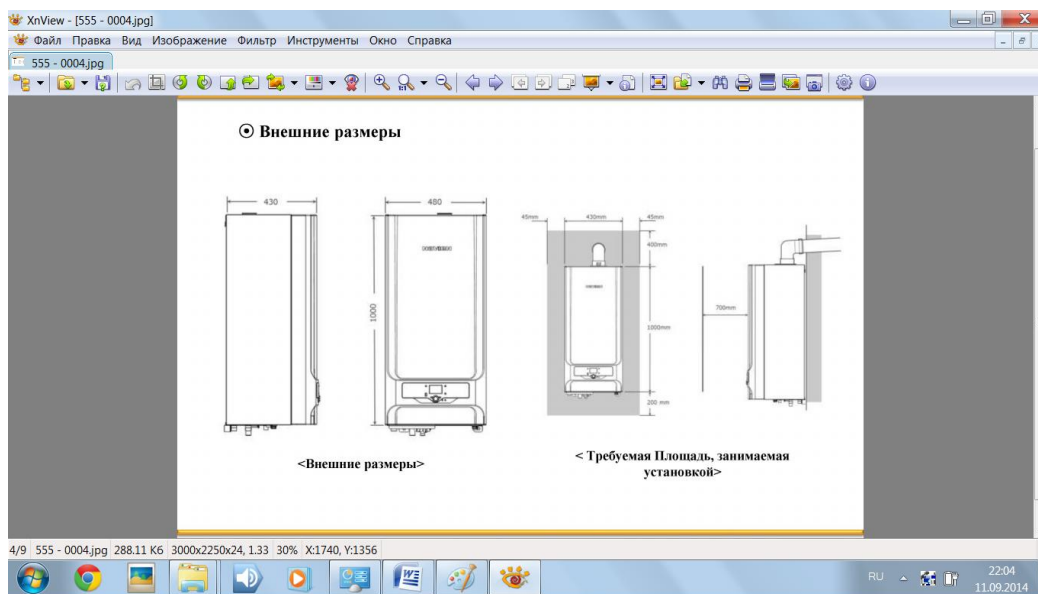 XnView - [555 - 0004.jpg]
Файл Правка Вид Изображение Фильтр Инструменты Окно Справка
555 - 0004.jpg
Внешние размеры
430
480
1000
45mm 430mm 45mm
400mm
1000mm
200 mm
700mm
<Внешние размеры>
< Требуемая Площадь, занимаемая
установкой>
4/9 555 - 0004.jpg 288.11 Кб 3000x2250x24, 1.33 30% X:1740, Y:1356
RU 22:04
11.09.2014